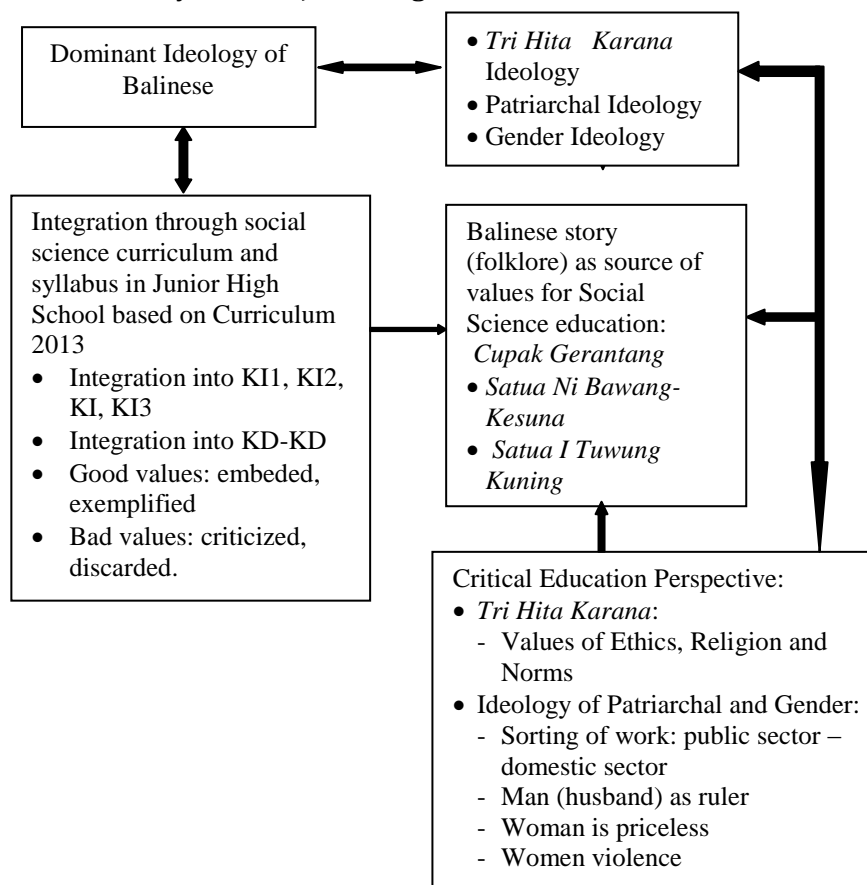 Dominant Ideology of
Balinese
• Tri Hita Karana
Ideology
• Patriarchal Ideology
• Gender Ideology
Integration through social
science curriculum and
syllabus in Junior High
School based on Curriculum
2013
• Integration into KI1, KI2,
KI, KI3
• Integration into KD-KD
• Good values: embeded,
exemplified
• Bad values: criticized,
discarded.
Balinese story
(folklore) as source of
values for Social
Science education:
Cupak Gerantang
• Satua Ni Bawang-
Kesuna
• Satua I Tuwung
Kuning
Critical Education Perspective:
• Tri Hita Karana:
- Values of Ethics, Religion and
Norms
• Ideology of Patriarchal and Gender:
- Sorting of work: public sector –
domestic sector
- Man (husband) as ruler
- Woman is priceless
- Women violence